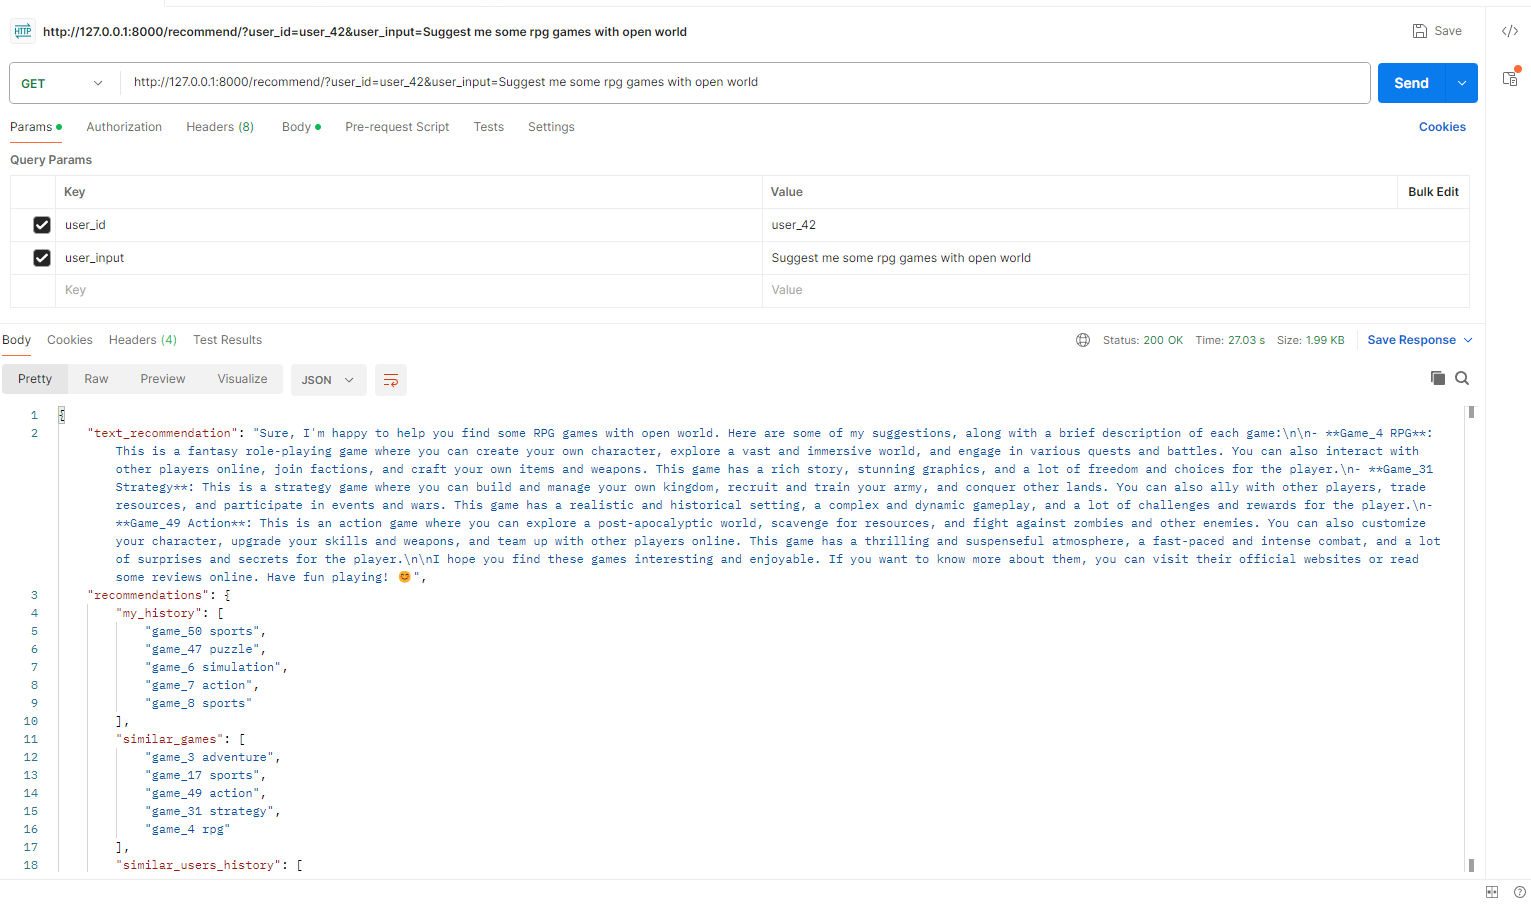 HTTP http://127.0.0.1:8000/recommend/?user_id=user_42&user_input=Suggest me some rpg games with open world Save </>
GET http://127.0.0.1:8000/recommend/?user_id=user_42&user_input=Suggest me some rpg games with open world Send
Params Authorization Headers (8) Body Pre-request Script Tests Settings Cookies
Query Params
Key Value Bulk Edit
user_id user_42
user_input Suggest me some rpg games with open world
Key Value
Body Cookies Headers (4) Test Results Status: 200 OK Time: 27.03 s Size: 1.99 KB Save Response
Pretty Raw Preview Visualize JSON
1 {
2 "text_recommendation": "Sure, I'm happy to help you find some RPG games with open world. Here are some of my suggestions, along with a brief description of each game:\n\n- **Game_4 RPG**:
This is a fantasy role-playing game where you can create your own character, explore a vast and immersive world, and engage in various quests and battles. You can also interact with
other players online, join factions, and craft your own items and weapons. This game has a rich story, stunning graphics, and a lot of freedom and choices for the player.\n- **Game_31
Strategy**: This is a strategy game where you can build and manage your own kingdom, recruit and train your army, and conquer other lands. You can also ally with other players, trade
resources, and participate in events and wars. This game has a realistic and historical setting, a complex and dynamic gameplay, and a lot of challenges and rewards for the player.\n-
**Game_49 Action**: This is an action game where you can explore a post-apocalyptic world, scavenge for resources, and fight against zombies and other enemies. You can also customize
your character, upgrade your skills and weapons, and team up with other players online. This game has a thrilling and suspenseful atmosphere, a fast-paced and intense combat, and a lot
of surprises and secrets for the player.\n\nI hope you find these games interesting and enjoyable. If you want to know more about them, you can visit their official websites or read
some reviews online. Have fun playing! 😊",
3 "recommendations": {
4 "my_history": [
5 "game_50 sports",
6 "game_47 puzzle",
7 "game_6 simulation",
8 "game_7 action",
9 "game_8 sports"
10 ],
11 "similar_games": [
12 "game_3 adventure",
13 "game_17 sports",
14 "game_49 action",
15 "game_31 strategy",
16 "game_4 rpg"
17 ],
18 "similar_users_history": [